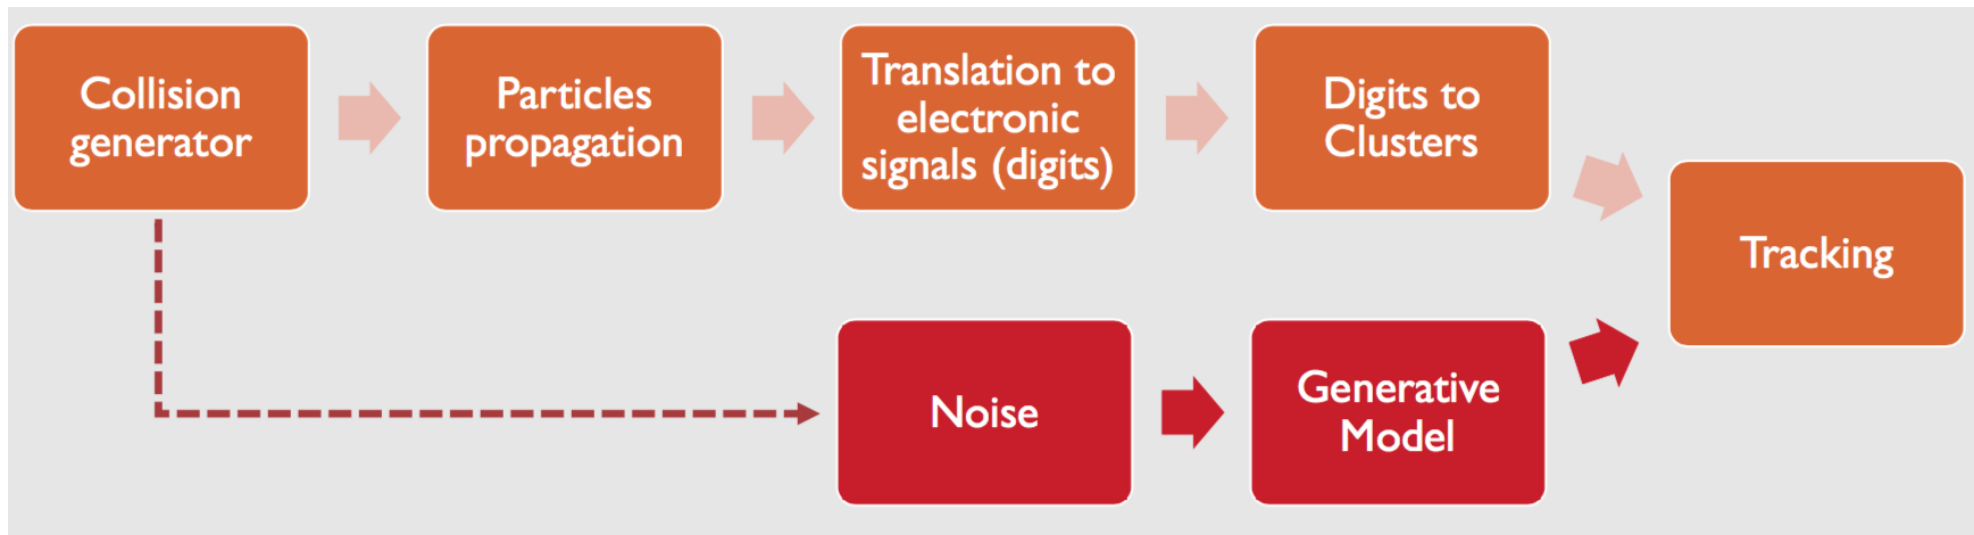 Collision
generator
Particles
propagation
Translation to
electronic
signals (digits)
Digits to
Clusters
Tracking
Noise
Generative
Model